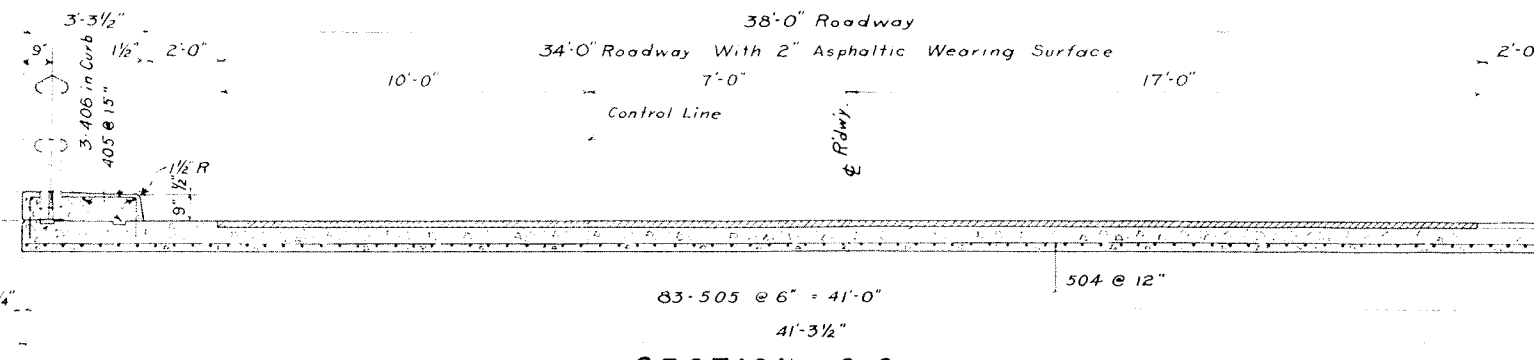 3'-3½"
38'-0" Roadway
9" 1½" 2'-0"
34'-0" Roadway With 2" Asphaltic Wearing Surface
2'-0
10'-0"
7'-0"
17'-0"
3-406 in Curb
405 @ 15"
Control Line
℄ Rdwy.
1½" R
9" ½"
504 @ 12"
83-505 @ 6" = 41'-0"
41'-3½"